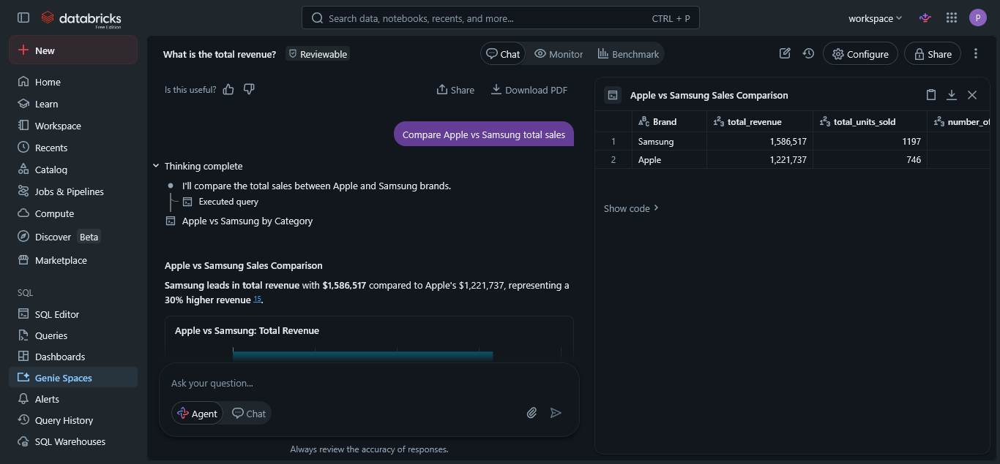 databricks
Free Edition
Search data, notebooks, recents, and more...
CTRL + P
workspace
P
New
Home
Learn
Workspace
Recents
Catalog
Jobs & Pipelines
Compute
Discover Beta
Marketplace
SQL
SQL Editor
Queries
Dashboards
Genie Spaces
Alerts
Query History
SQL Warehouses
What is the total revenue?
Reviewable
Chat
Monitor
Benchmark
Configure
Share
Is this useful?
Share
Download PDF
Compare Apple vs Samsung total sales
Thinking complete
I'll compare the total sales between Apple and Samsung brands.
Executed query
Apple vs Samsung by Category
Apple vs Samsung Sales Comparison
Samsung leads in total revenue with $1,586,517 compared to Apple's $1,221,737, representing a
30% higher revenue 15.
Apple vs Samsung: Total Revenue
Ask your question...
Agent
Chat
Always review the accuracy of responses.
Apple vs Samsung Sales Comparison
Brand total_revenue total_units_sold number_of
1 Samsung 1,586,517 1197
2 Apple 1,221,737 746
Show code